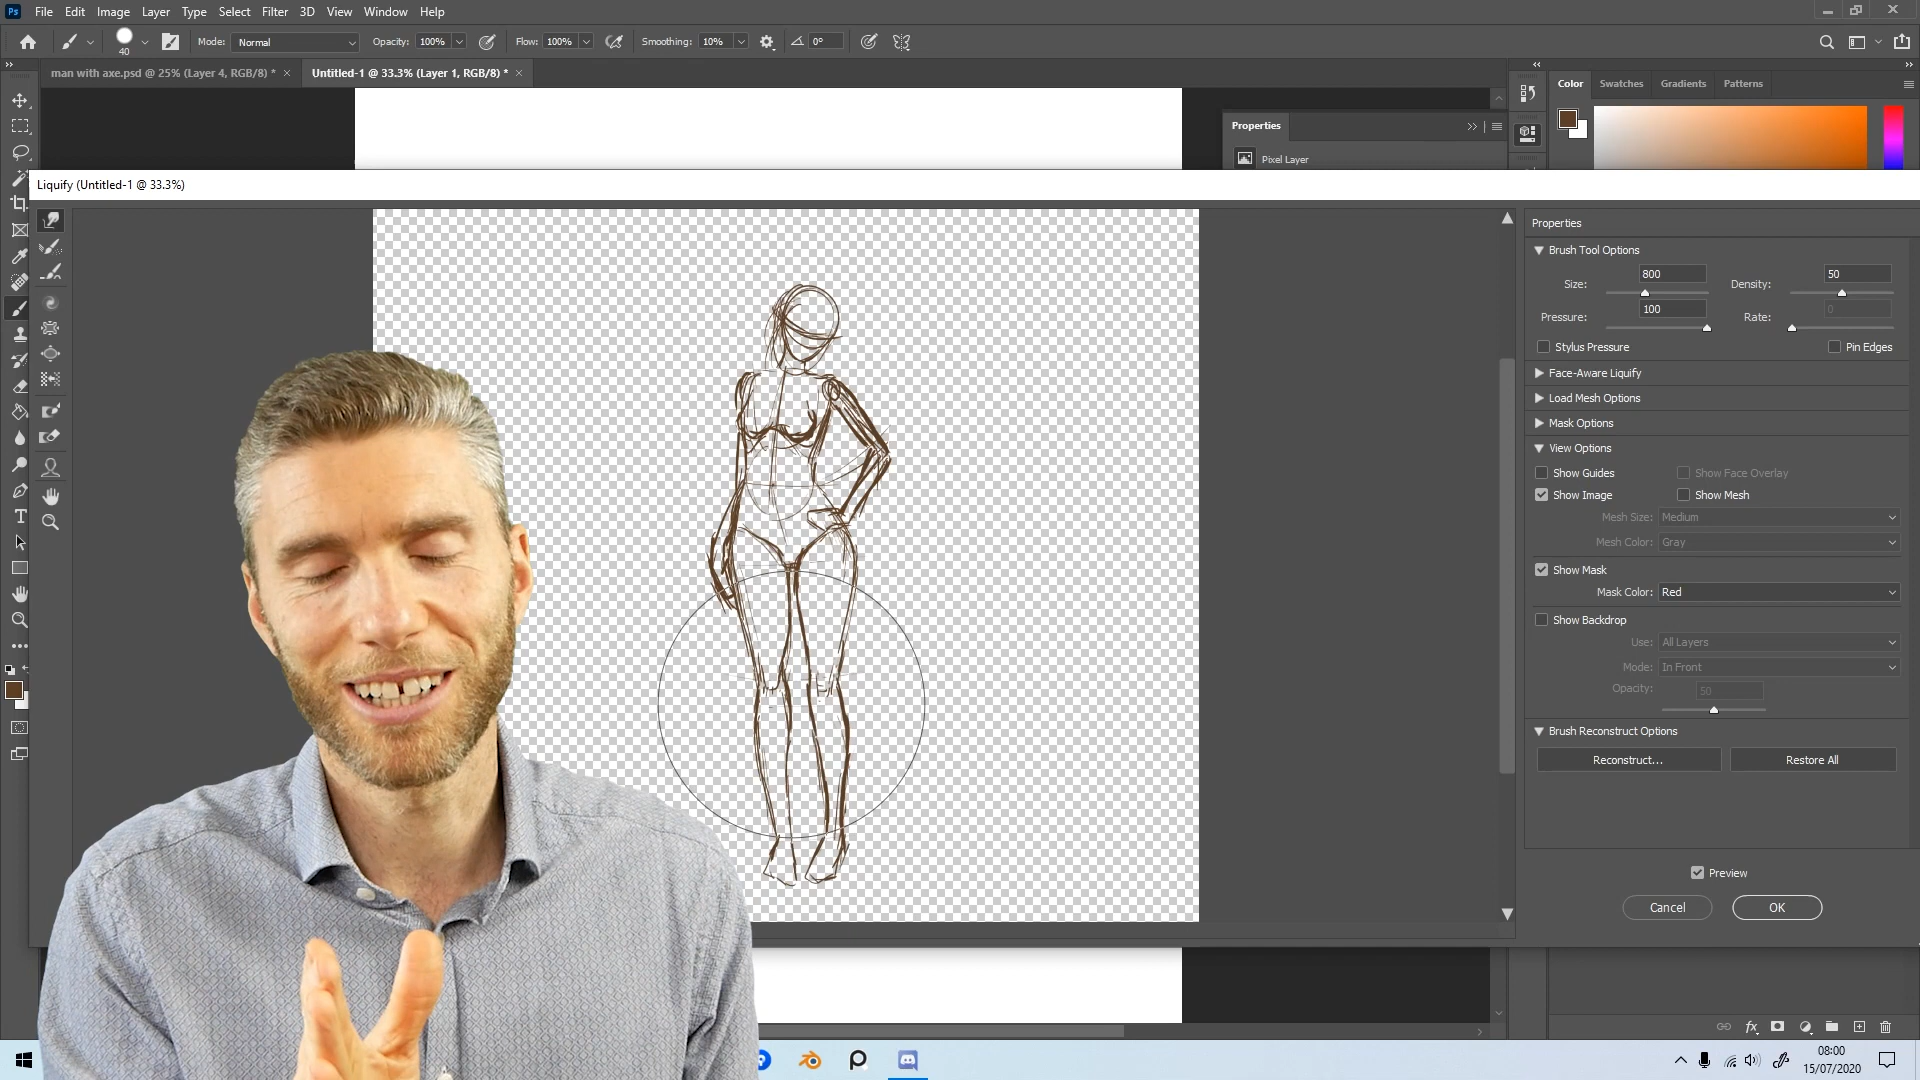 Ps File Edit Image Layer Type Select Filter 3D View Window Help
40 Mode: Normal Opacity: 100% Flow: 100% Smoothing: 10% 0°
man with axe.psd @ 25% (Layer 4, RGB/8) * × Untitled-1 @ 33.3% (Layer 1, RGB/8) * ×
Color Swatches Gradients Patterns
Properties
Pixel Layer
Liquify (Untitled-1 @ 33.3%)
Properties
Brush Tool Options
Size: 800 Density: 50
Pressure: 100 Rate: 0
Stylus Pressure Pin Edges
Face-Aware Liquify
Load Mesh Options
Mask Options
View Options
Show Guides Show Face Overlay
Show Image Show Mesh
Mesh Size: Medium
Mesh Color: Gray
Show Mask
Mask Color: Red
Show Backdrop
Use: All Layers
Mode: In Front
Opacity: 50
Brush Reconstruct Options
Reconstruct... Restore All
Preview
Cancel OK
fx
08:00
15/07/2020